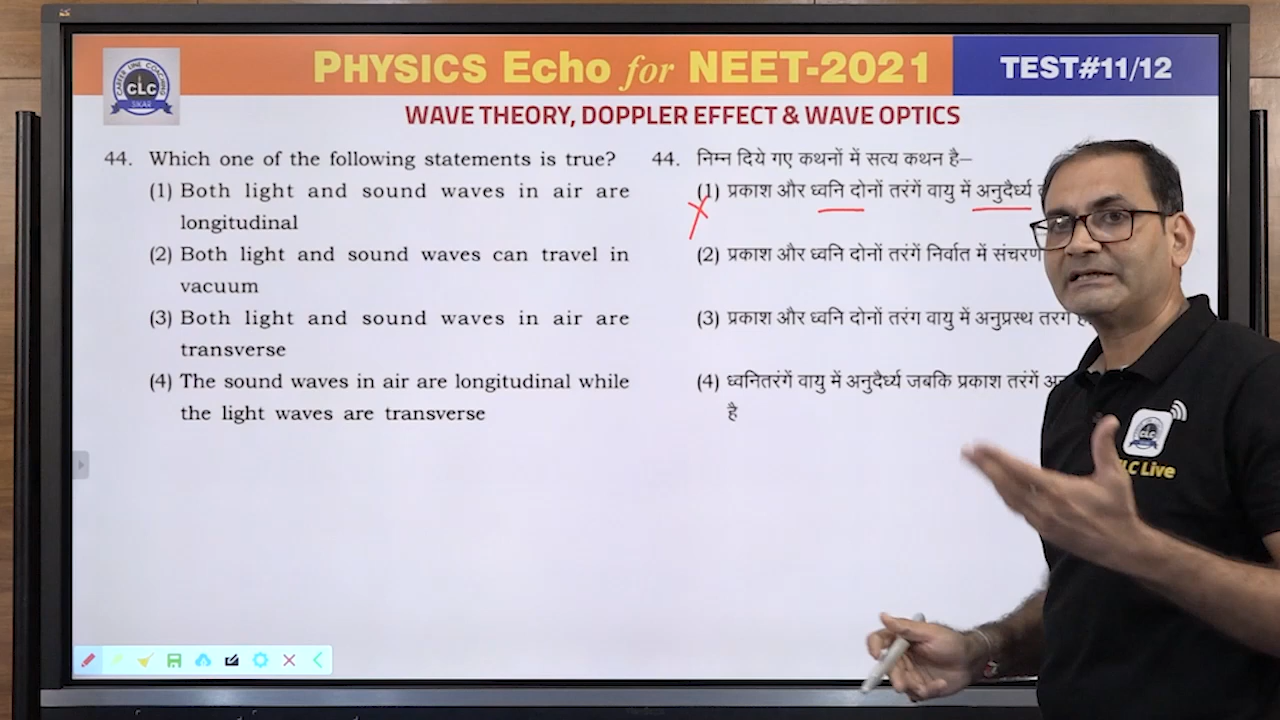 PHYSICS Echo for NEET-2021
TEST#11/12
CAREER LINE COACHING
CLC
SIKAR
WAVE THEORY, DOPPLER EFFECT & WAVE OPTICS
44. Which one of the following statements is true?
(1) Both light and sound waves in air are
longitudinal
(2) Both light and sound waves can travel in
vacuum
(3) Both light and sound waves in air are
transverse
(4) The sound waves in air are longitudinal while
the light waves are transverse
44. निम्न दिये गए कथनों में सत्य कथन है–
(1) प्रकाश और ध्वनि दोनों तरंगें वायु में अनुदैर्ध्य
(2) प्रकाश और ध्वनि दोनों तरंगें निर्वात में संचरण
(3) प्रकाश और ध्वनि दोनों तरंग वायु में अनुप्रस्थ तरंग
(4) ध्वनितरंगें वायु में अनुदैर्ध्य जबकि प्रकाश तरंगें
है
CLC
Live